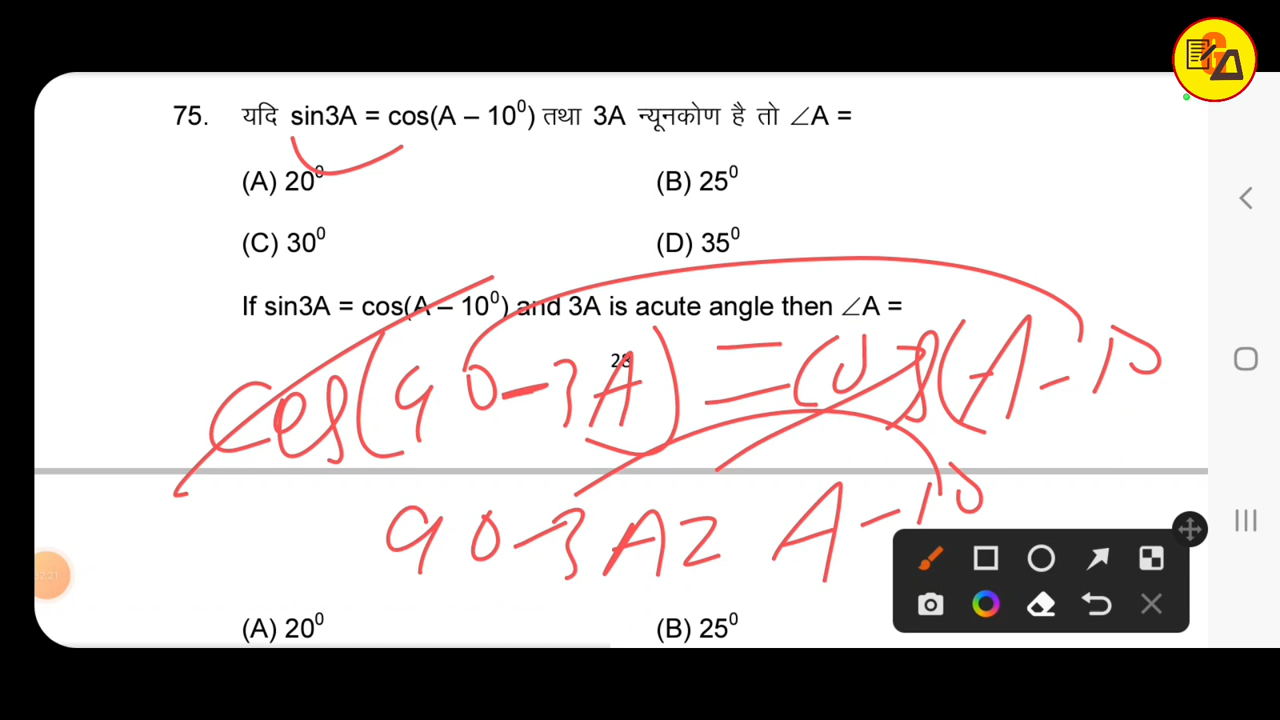 75. यदि sin3A = cos(A – 10⁰) तथा 3A न्यूनकोण है तो ∠A =
(A) 20⁰ (B) 25⁰
(C) 30⁰ (D) 35⁰
If sin3A = cos(A – 10⁰) and 3A is acute angle then ∠A =
cos(90-3A) = cos(A-10
90-3A = A-10
(A) 20⁰ (B) 25⁰